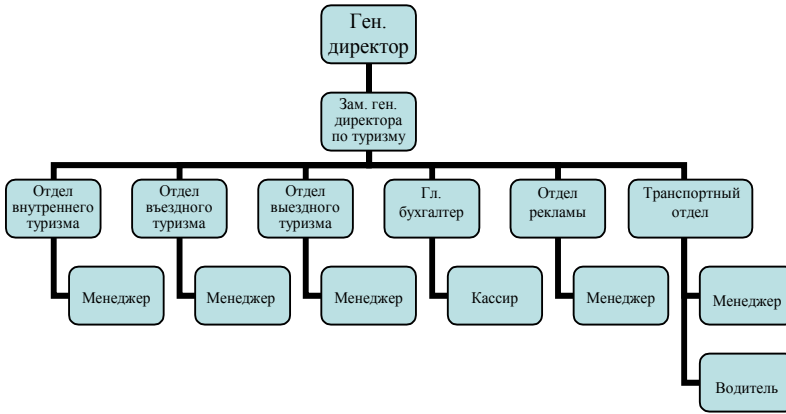 Ген.
директор
Зам. ген.
директора
по туризму
Отдел
внутреннего
туризма
Отдел
въездного
туризма
Отдел
выездного
туризма
Гл.
бухгалтер
Отдел
рекламы
Транспортный
отдел
Менеджер
Менеджер
Менеджер
Кассир
Менеджер
Менеджер
Водитель